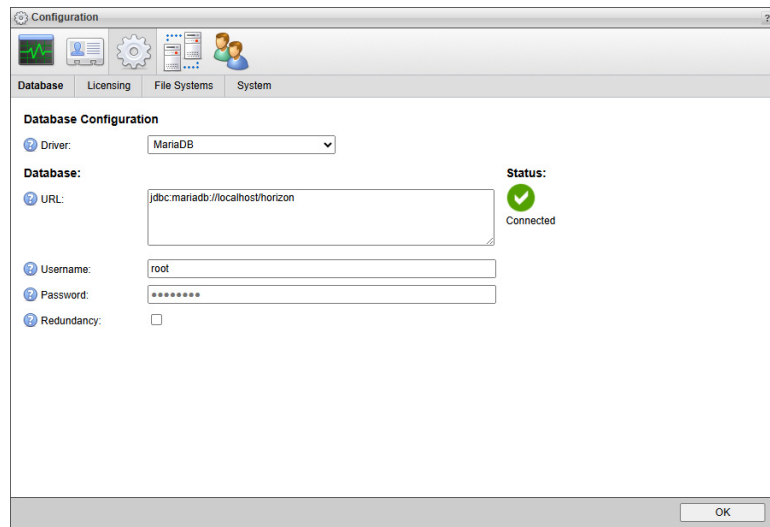 Configuration
?
Database Licensing File Systems System
Database Configuration
? Driver: MariaDB
Database: Status:
? URL: jdbc:mariadb://localhost/horizon
Connected
? Username: root
? Password: ••••••••
? Redundancy:
OK